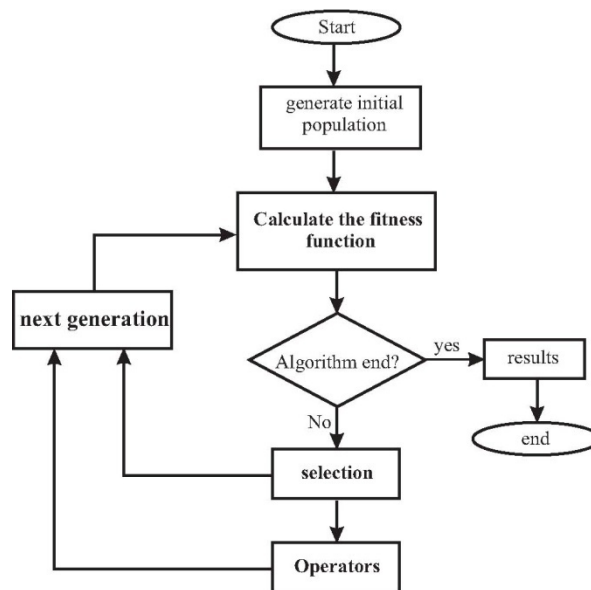 Start
generate initial
population
Calculate the fitness
function
next generation
Algorithm end?
yes
results
No
end
selection
Operators